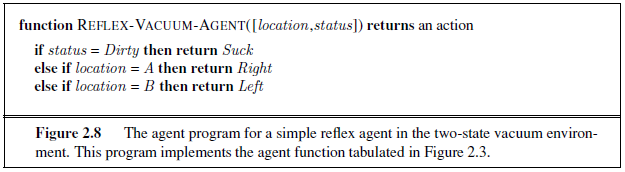 function REFLEX-VACUUM-AGENT([location,status]) returns an action
if status = Dirty then return Suck
else if location = A then return Right
else if location = B then return Left
Figure 2.8 The agent program for a simple reflex agent in the two-state vacuum environ-
ment. This program implements the agent function tabulated in Figure 2.3.